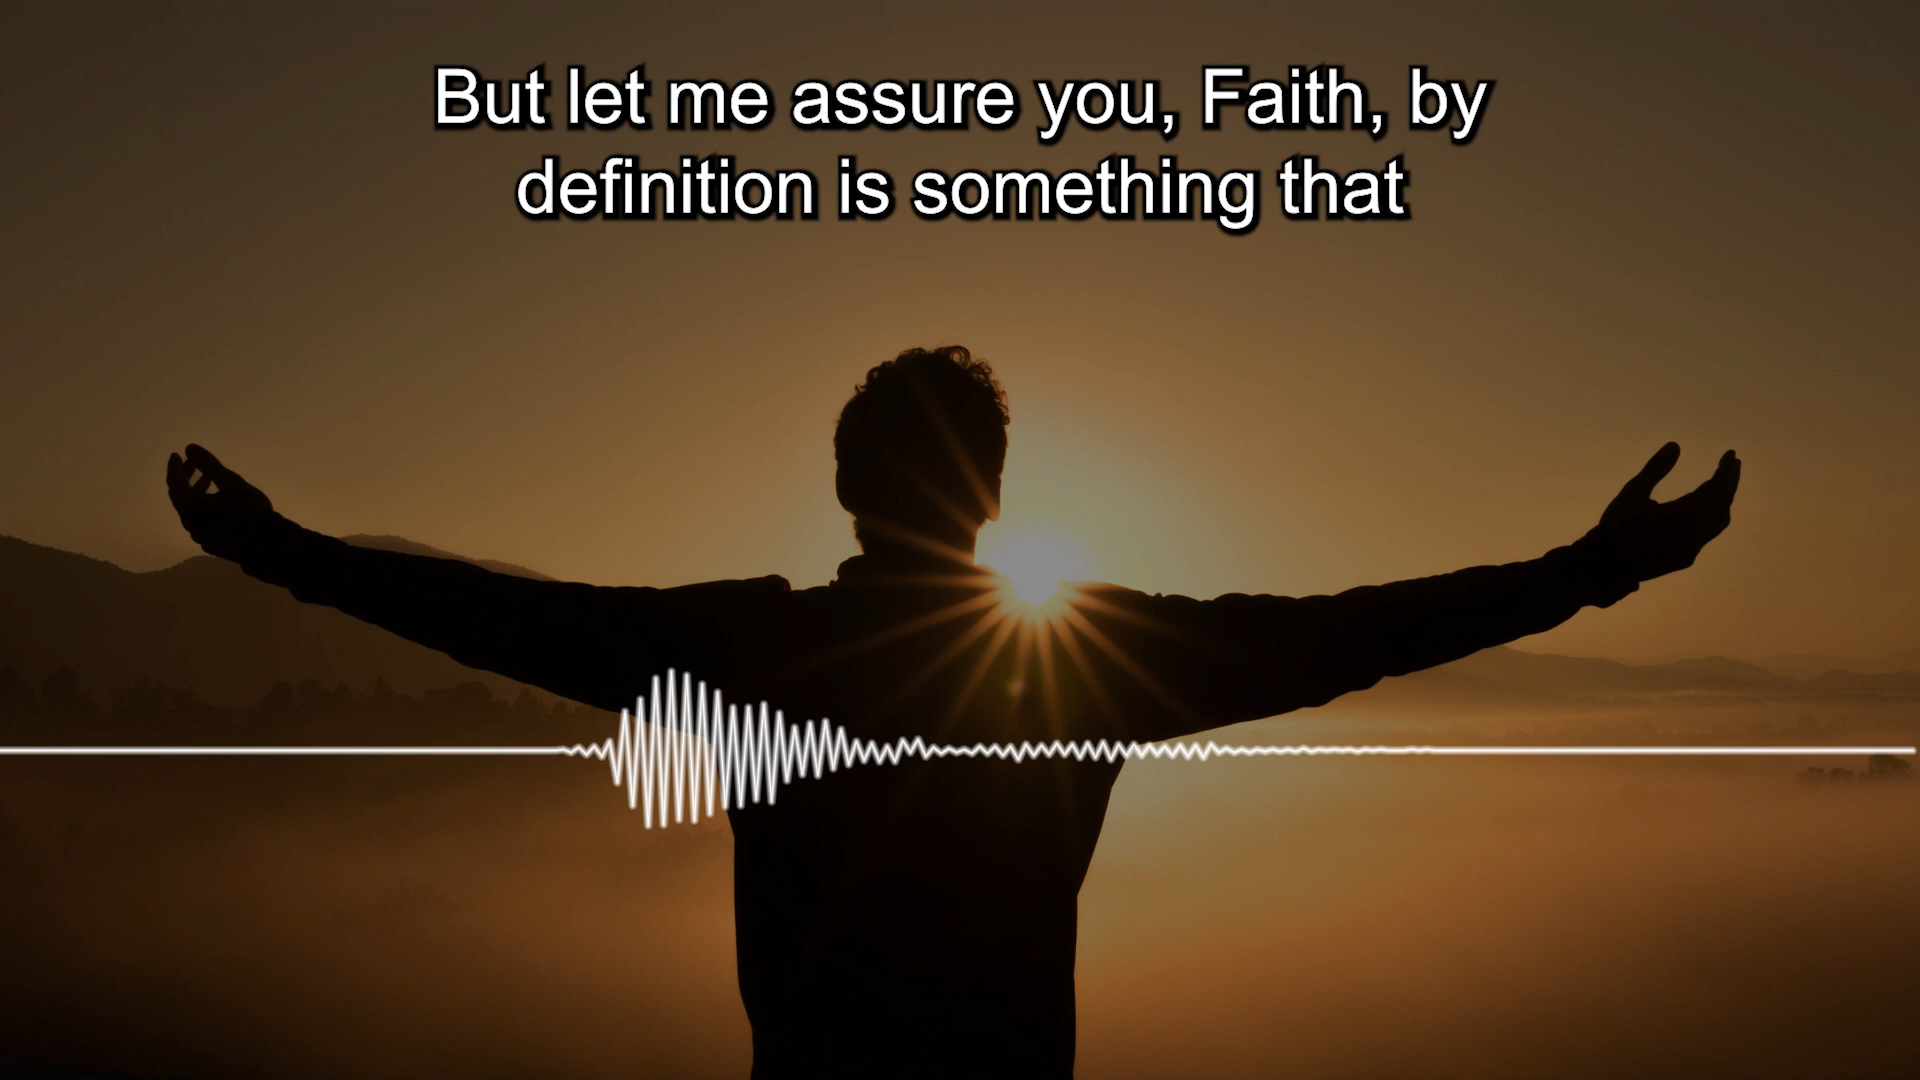 But let me assure you, Faith, by
definition is something that